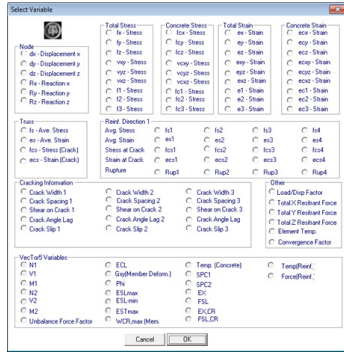 Select Variable
Node
dx - Displacement x
dy - Displacement y
dz - Displacement z
Rx - Reaction x
Ry - Reaction y
Rz - Reaction z
Total Stress
fx - Stress
fy - Stress
fz - Stress
vxy - Stress
vyz - Stress
vxz - Stress
f1 - Stress
f2 - Stress
f3 - Stress
Concrete Stress
fcx - Stress
fcy - Stress
fcz - Stress
vcxy - Stress
vcyz - Stress
vcxz - Stress
fc1 - Stress
fc2 - Stress
fc3 - Stress
Total Strain
ex - Strain
ey - Strain
ez - Strain
exy - Strain
eyz - Strain
exz - Strain
e1 - Strain
e2 - Strain
e3 - Strain
Concrete Strain
ecx - Strain
ecy - Strain
ecz - Strain
ecxy - Strain
ecyz - Strain
ecxz - Strain
ec1 - Strain
ec2 - Strain
ec3 - Strain
Truss
fs - Ave. Stress
es - Ave. Strain
fcs - Stress (Crack)
ecs - Strain (Crack)
Reinf. Direction 1
Avg. Stress fs1 fs2 fs3 fs4
Avg. Strain es1 es2 es3 es4
Stress at Crack fcs1 fcs2 fcs3 fcs4
Strain at Crack ecs1 ecs2 ecs3 ecs4
Rupture Rup1 Rup2 Rup3 Rup4
Cracking Information
Crack Width 1 Crack Width 2 Crack Width 3
Crack Spacing 1 Crack Spacing 2 Crack Spacing 3
Shear on Crack 1 Shear on Crack 2 Shear on Crack 3
Crack Angle Lag Crack Angle Lag Crack Angle Lag
Crack Slip 1 Crack Slip 2 Crack Slip 3
Other
Load/Disp Factor
Total X Resltant Force
Total Y Resltant Force
Total Z Resltant Force
Element Temp.
Convergence Factor
VecTor5 Variables
N1
V1
M1
N2
V2
M2
Unbalance Force Factor
ECL
Gxy(Member Deform.)
Phi
ESLmax
ESL-min
ESTmax
WCR,max (Mem.
Temp. (Concrete)
SPC1
SPC2
EX
FSL
EX,CR
FSL,CR
Temp(Reinf.:
Force(Reinf.:
Cancel OK